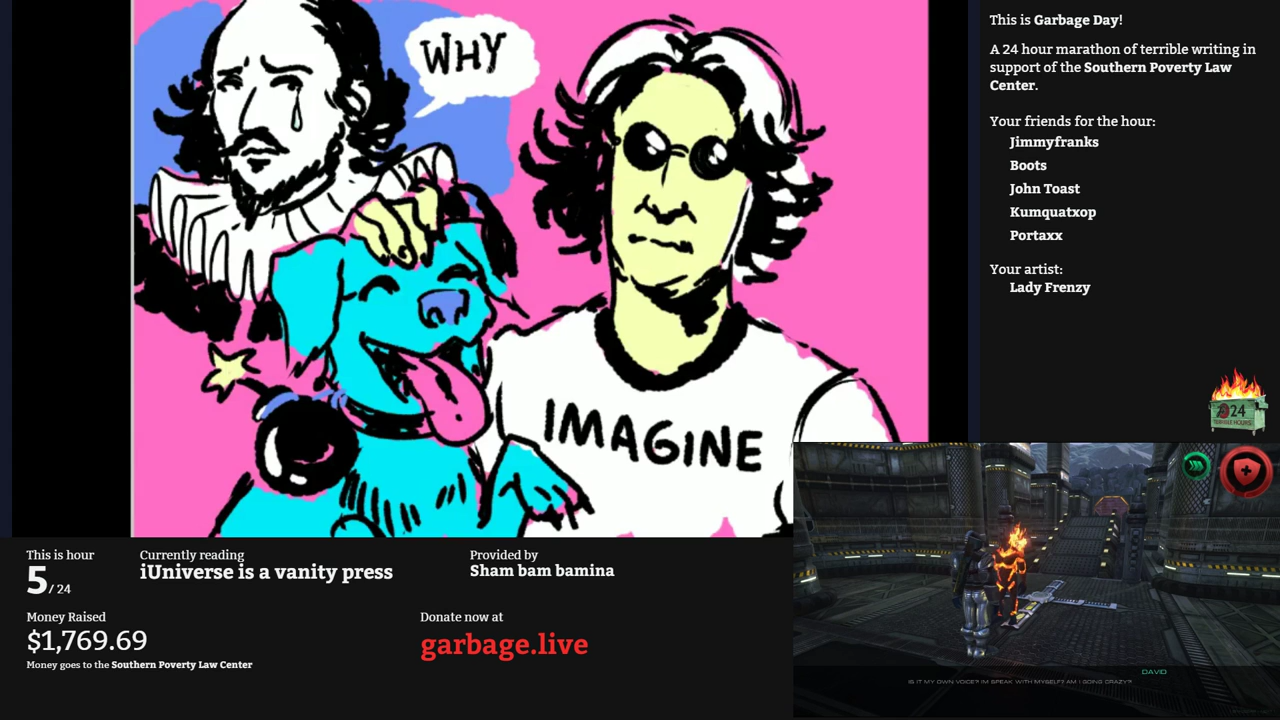 WHY
IMAGINE
This is Garbage Day!
A 24 hour marathon of terrible writing in
support of the Southern Poverty Law
Center.
Your friends for the hour:
Jimmyfranks
Boots
John Toast
Kumquatxop
Portaxx
Your artist:
Lady Frenzy
24
TERRIBLE HOURS
DAVID
IS IT MY OWN VOICE? IM SPEAK WITH MYSELF? AM I GOING CRAZY?
This is hour
5 / 24
Currently reading
iUniverse is a vanity press
Provided by
Sham bam bamina
Money Raised
$1,769.69
Money goes to the Southern Poverty Law Center
Donate now at
garbage.live